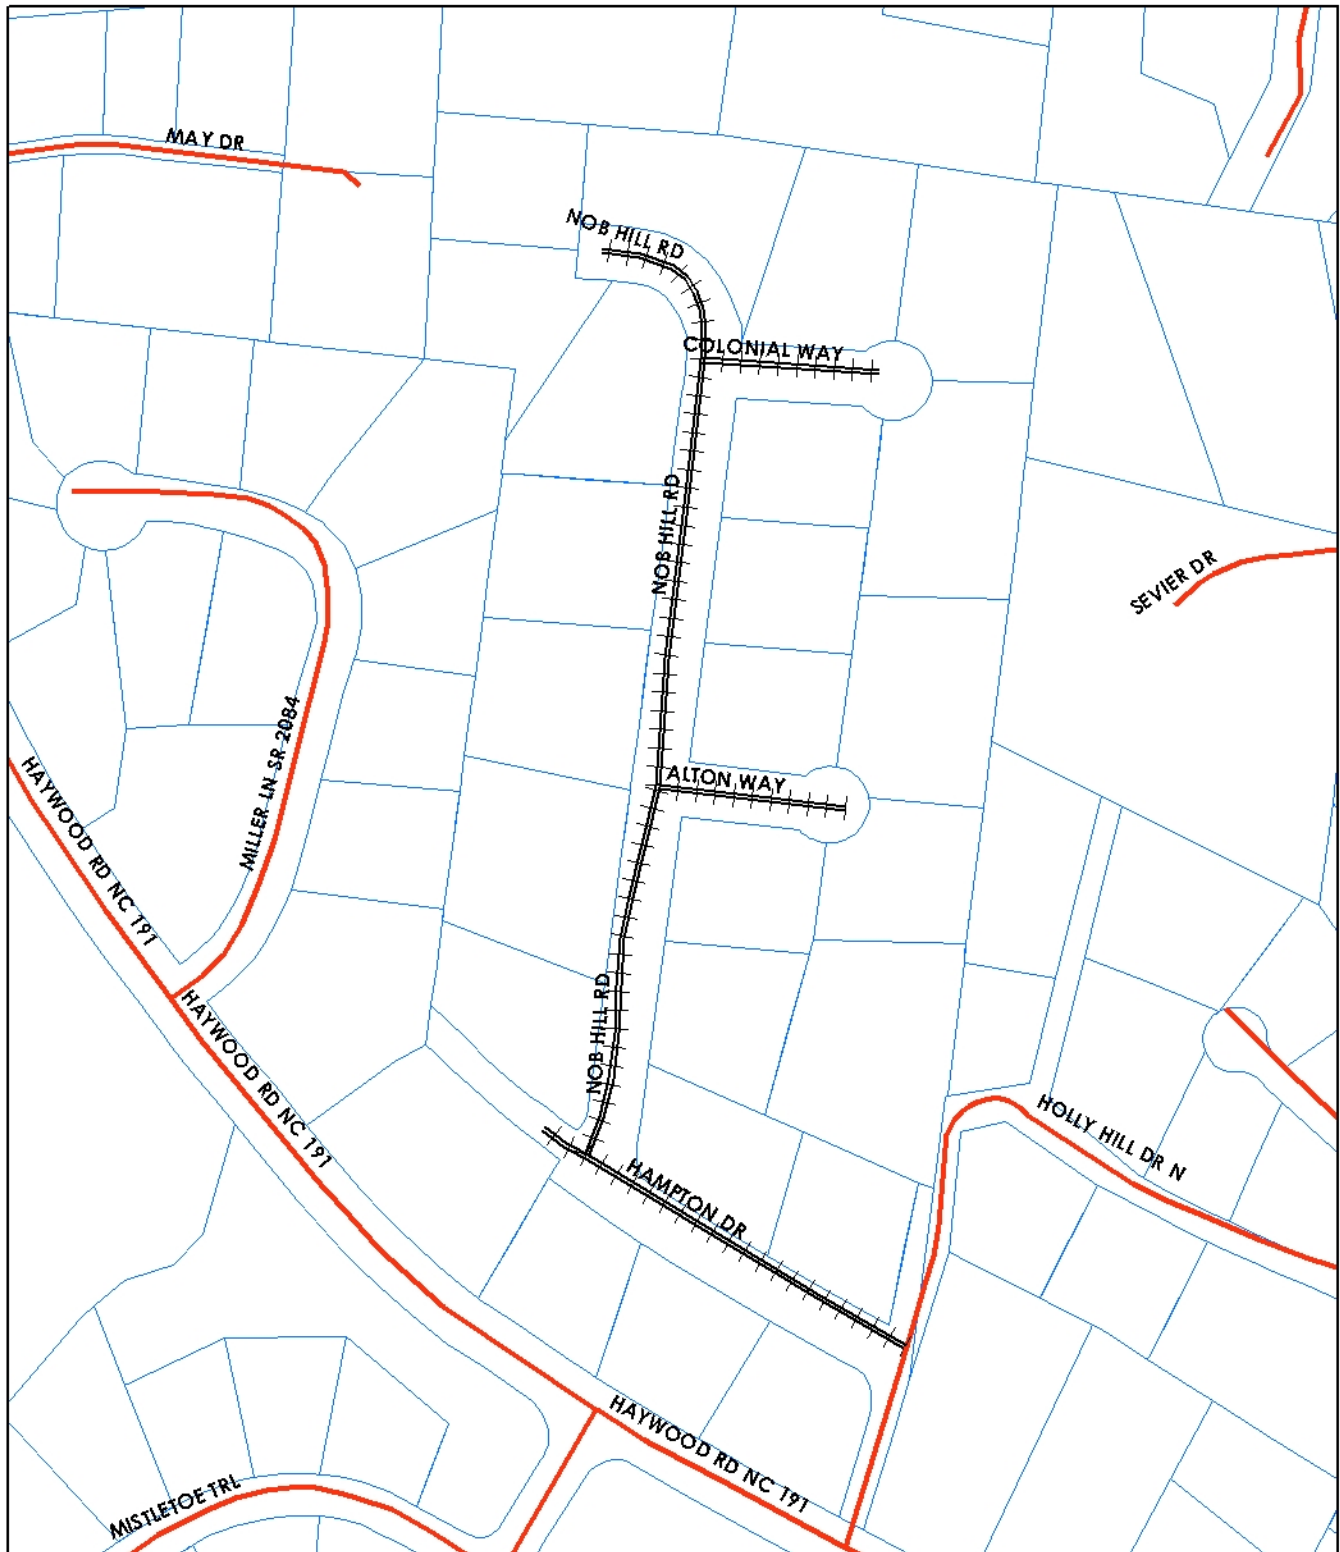 MAY DR
NOB HILL RD
COLONIAL WAY
NOB HILL RD
SEVIER DR
MILLER LN SR 2084
HAYWOOD RD NC 191
ALTON WAY
NOB HILL RD
HAYWOOD RD NC 191
HOLLY HILL DR N
HAMPTON DR
HAYWOOD RD NC 191
MISTLETOE TRL